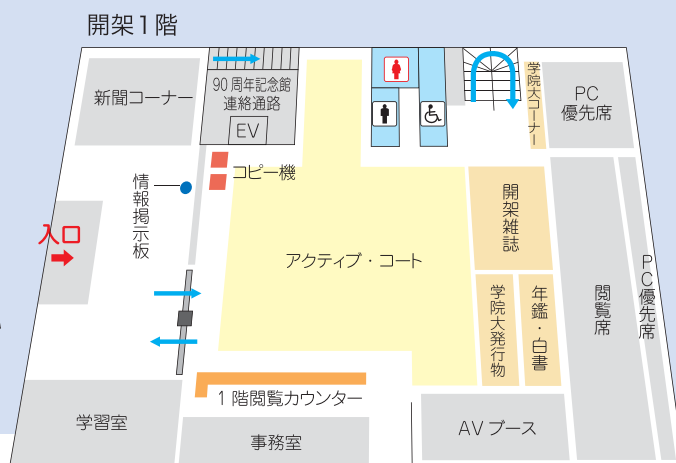 開架1階
新聞コーナー
90周年記念館
連絡通路
EV
学院大コーナー
PC
優先席
コピー機
情報掲示板
入口
アクティブ・コート
開架雑誌
学院大発行物
年鑑・白書
閲覧席
PC優先席
1階閲覧カウンター
学習室
事務室
AVブース